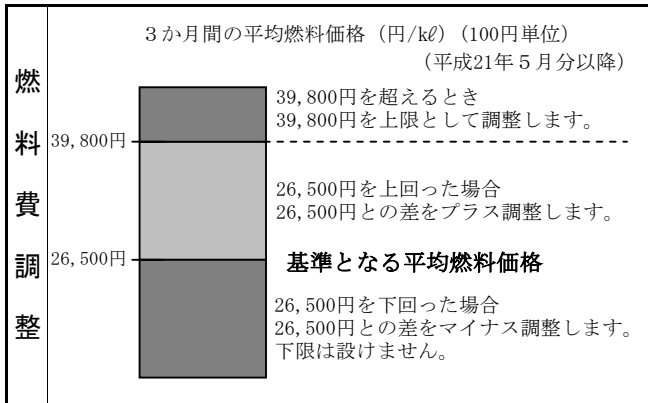 燃料費調整
３か月間の平均燃料価格（円/kℓ）（100円単位）
（平成21年５月分以降）
39,800円を超えるとき
39,800円を上限として調整します。
39,800円
26,500円を上回った場合
26,500円との差をプラス調整します。
26,500円
基準となる平均燃料価格
26,500円を下回った場合
26,500円との差をマイナス調整します。
下限は設けません。